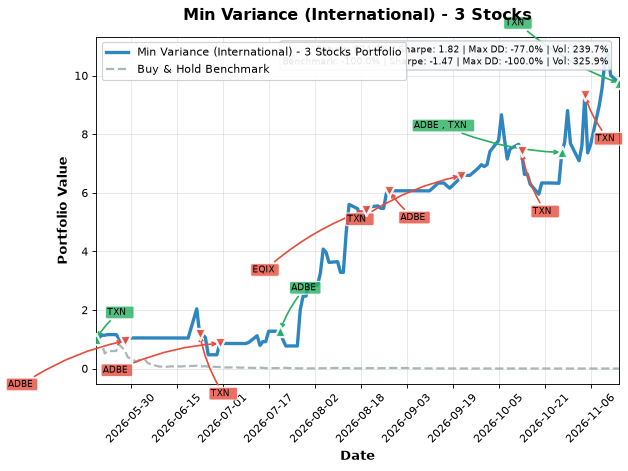 Min Variance (International) - 3 Stocks
TXN
Min Variance (International) - 3 Stocks Portfolio
Sharpe: 1.82 | Max DD: -77.0% | Vol: 239.7%
Buy & Hold Benchmark
Benchmark: -100.0% | Sharpe: -1.47 | Max DD: -100.0% | Vol: 325.9%
10
ADBE , TXN
TXN
8
TXN
ADBE
TXN
6
EQIX
4
ADBE
TXN
2
ADBE
0
ADBE
TXN
Portfolio Value
2026-05-30
2026-06-15
2026-07-01
2026-07-17
2026-08-02
2026-08-18
2026-09-03
2026-09-19
2026-10-05
2026-10-21
2026-11-06
Date